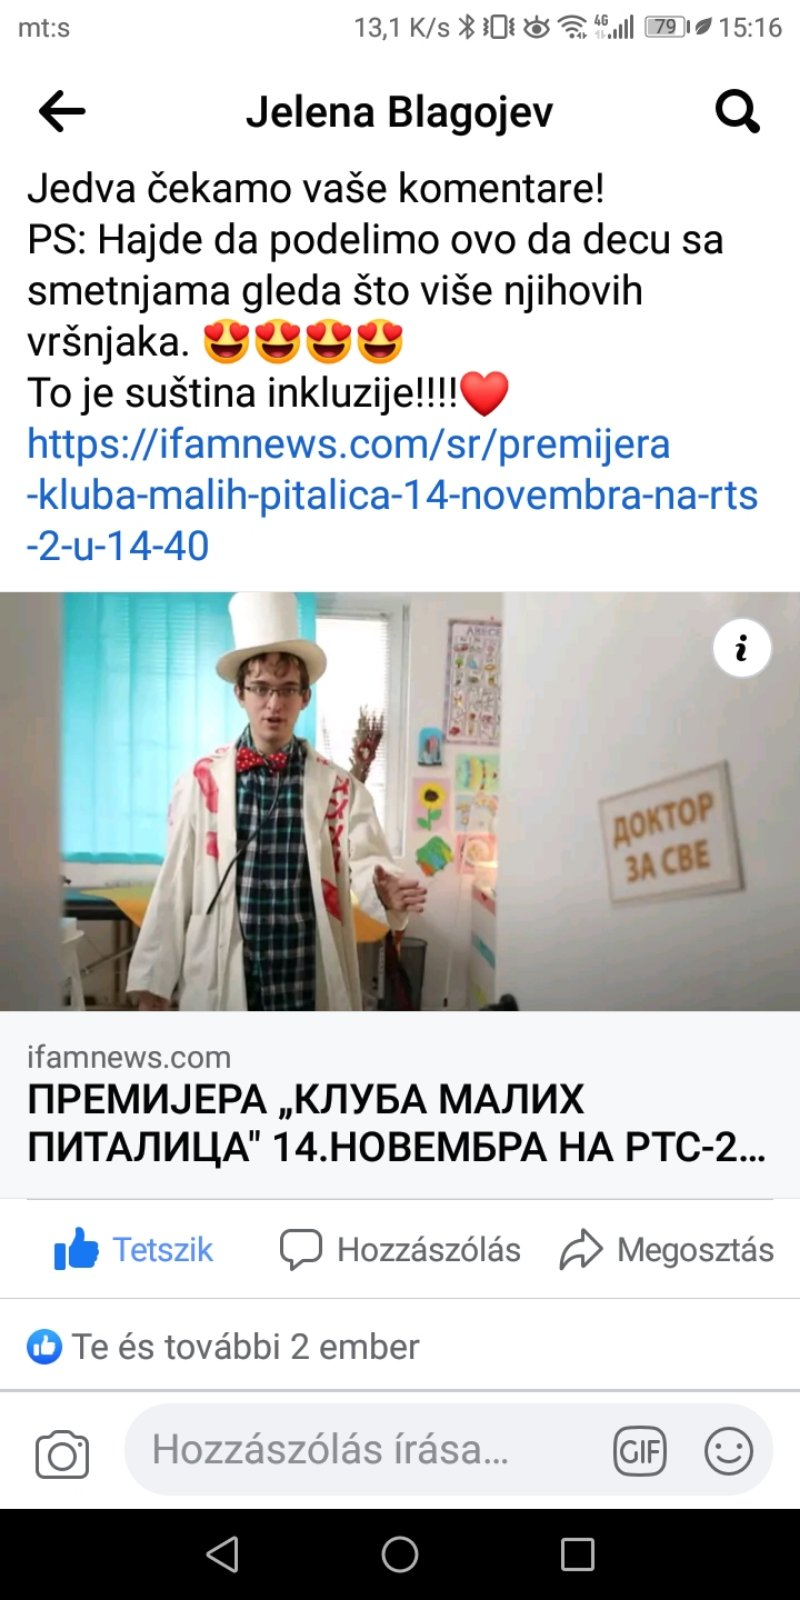 mt:s 13,1 K/s 4G 79 15:16
Jelena Blagojev
Jedva čekamo vaše komentare!
PS: Hajde da podelimo ovo da decu sa
smetnjama gleda što više njihovih
vršnjaka. 😍😍😍😍
To je suština inkluzije!!!!❤️
https://ifamnews.com/sr/premijera
-kluba-malih-pitalica-14-novembra-na-rts
-2-u-14-40
i
ДОКТОР
ЗА СВЕ
ifamnews.com
ПРЕМИЈЕРА „КЛУБА МАЛИХ
ПИТАЛИЦА" 14.НОВЕМБРА НА РТС-2...
Tetszik Hozzászólás Megosztás
Te és további 2 ember
Hozzászólás írása... GIF